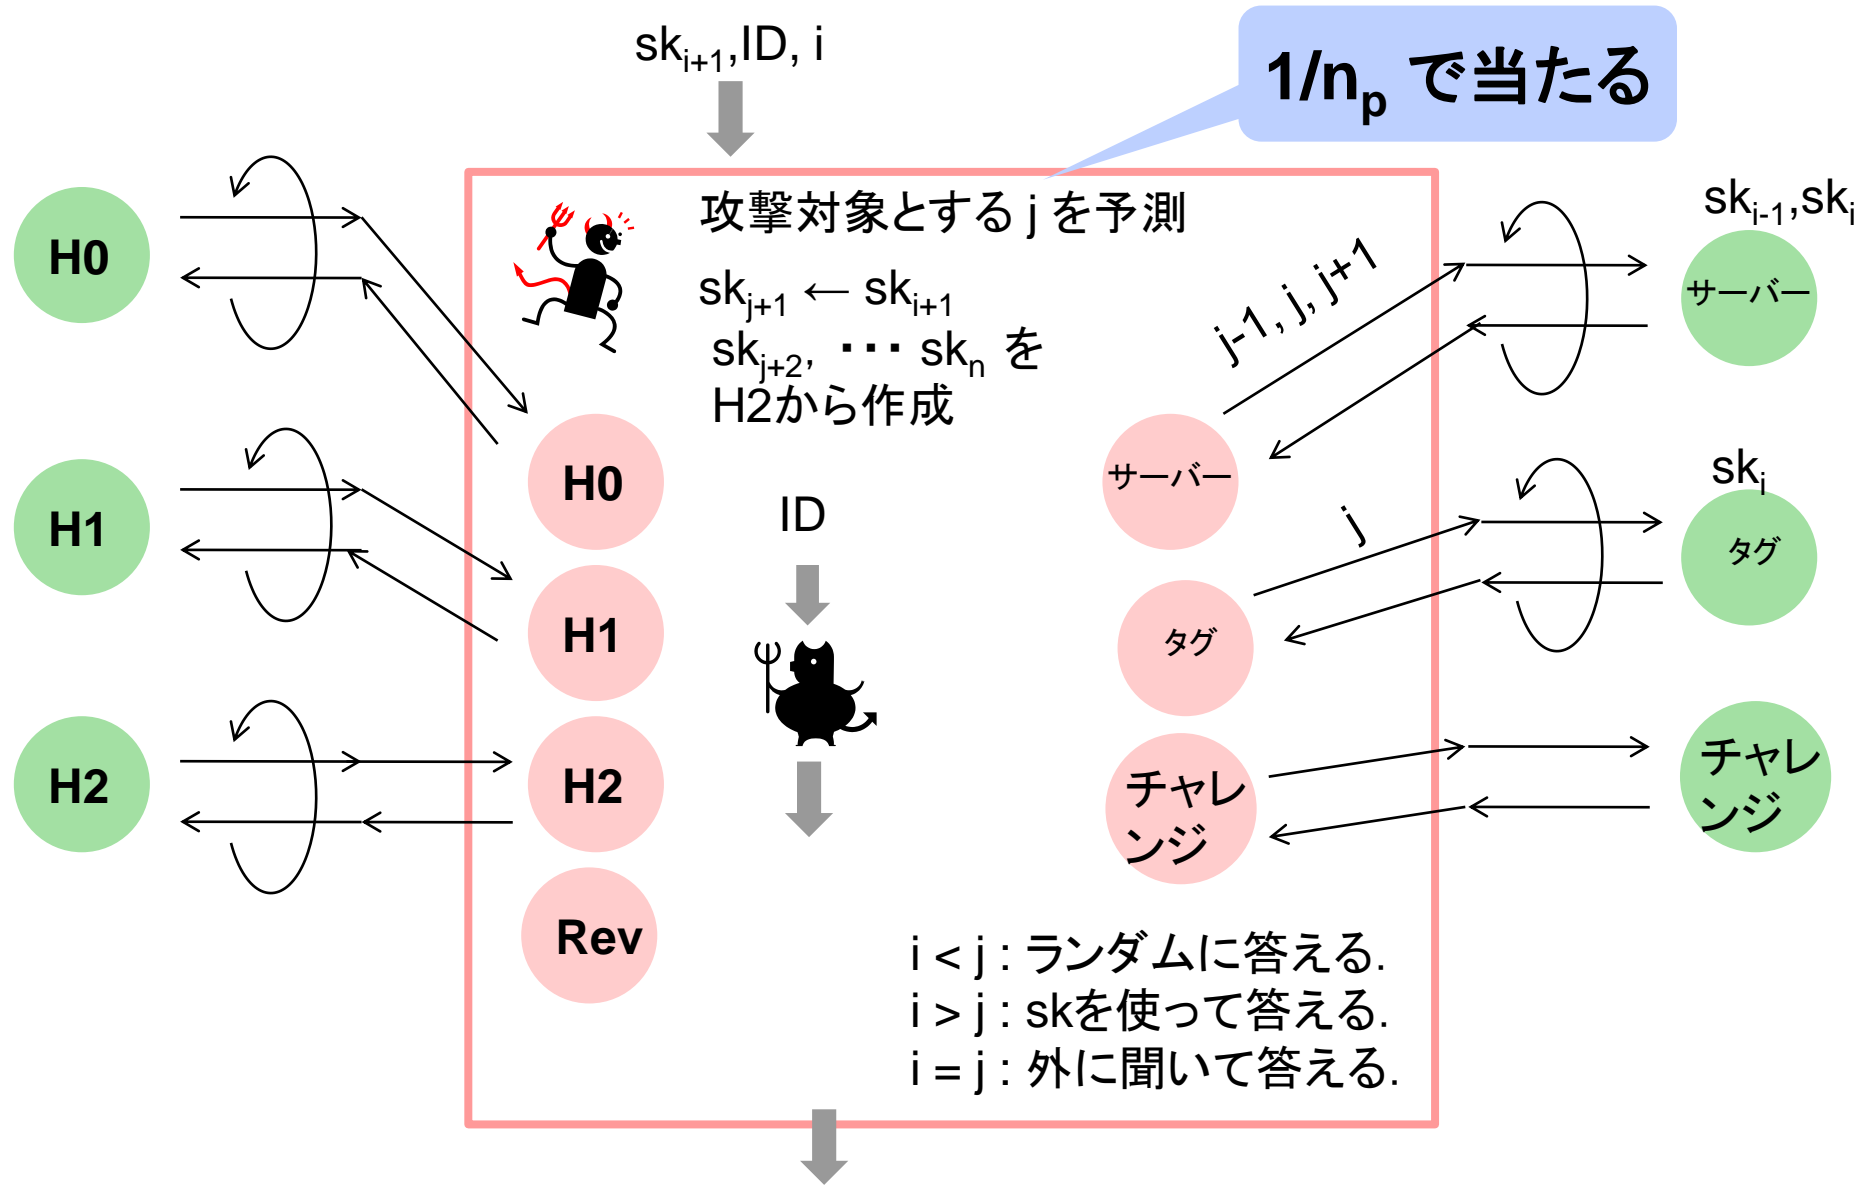 sk_{i+1},ID, i
1/n_p で当たる
攻撃対象とする j を予測
sk_{j+1} ← sk_{i+1}
sk_{j+2}, ・・・ sk_n を
H2から作成
H0
H1
H2
H0
H1
H2
Rev
ID
サーバー
タグ
チャレ
ンジ
j-1, j, j+1
j
sk_{i-1},sk_i
サーバー
sk_i
タグ
チャレ
ンジ
i < j : ランダムに答える.
i > j : skを使って答える.
i = j : 外に聞いて答える.